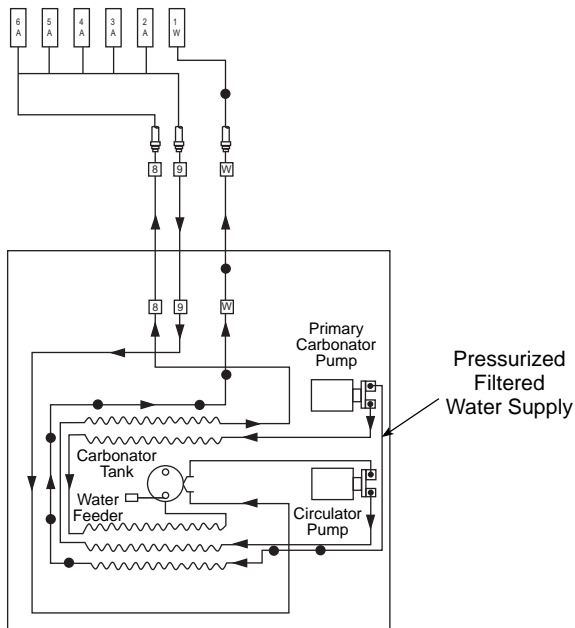 6
A
5
A
4
A
3
A
2
A
1
W
8
9
W
8
9
W
Primary
Carbonator
Pump
Pressurized
Filtered
Water Supply
Carbonator
Tank
Water
Feeder
Circulator
Pump